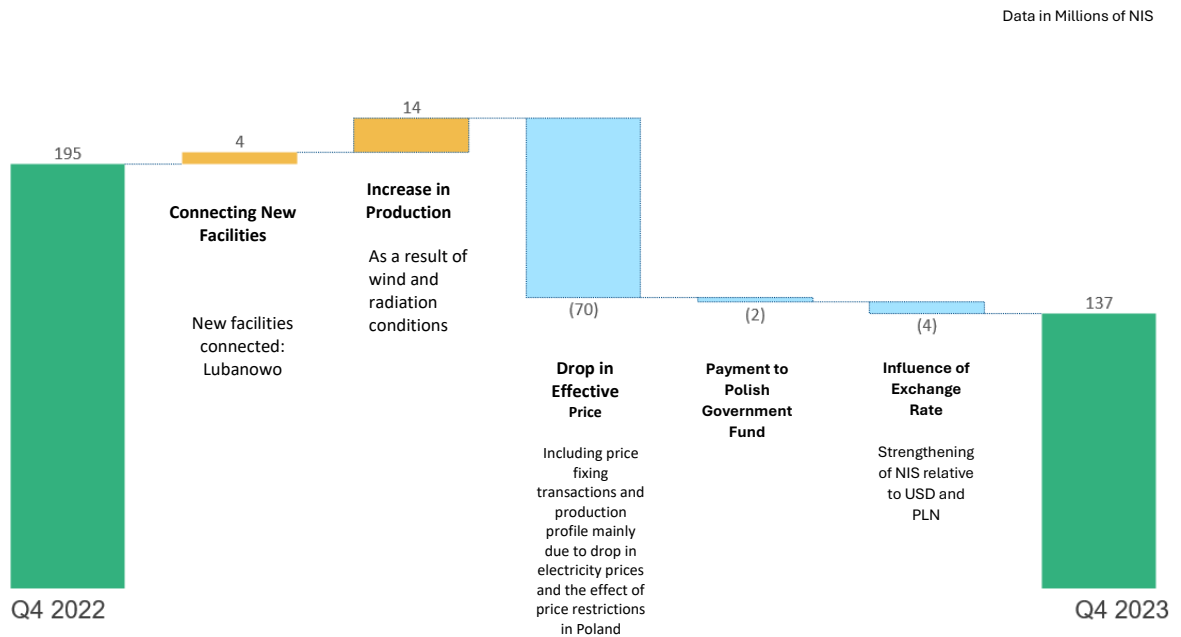 Data in Millions of NIS
195
4
14
(70)
(2)
(4)
137
Connecting New
Facilities
New facilities
connected:
Lubanowo
Increase in
Production
As a result of
wind and
radiation
conditions
Drop in
Effective
Price
Including price
fixing
transactions and
production
profile mainly
due to drop in
electricity prices
and the effect of
price restrictions
in Poland
Payment to
Polish
Government
Fund
Influence of
Exchange
Rate
Strengthening
of NIS relative
to USD and
PLN
Q4 2022
Q4 2023